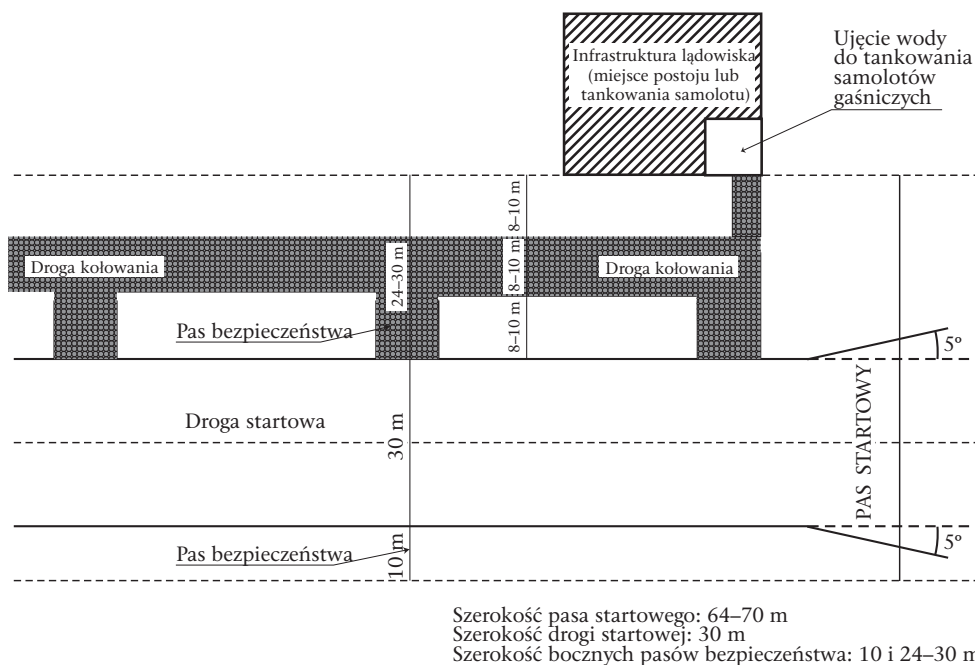 Infrastruktura lądowiska
(miejsce postoju lub
tankowania samolotu)
Ujęcie wody
do tankowania
samolotów
gaśniczych
8–10 m
Droga kołowania
24–30 m
8–10 m
Droga kołowania
Pas bezpieczeństwa
8–10 m
5º
Droga startowa
30 m
PAS STARTOWY
Pas bezpieczeństwa
10 m
5º
Szerokość pasa startowego: 64–70 m
Szerokość drogi startowej: 30 m
Szerokość bocznych pasów bezpieczeństwa: 10 i 24–30 m